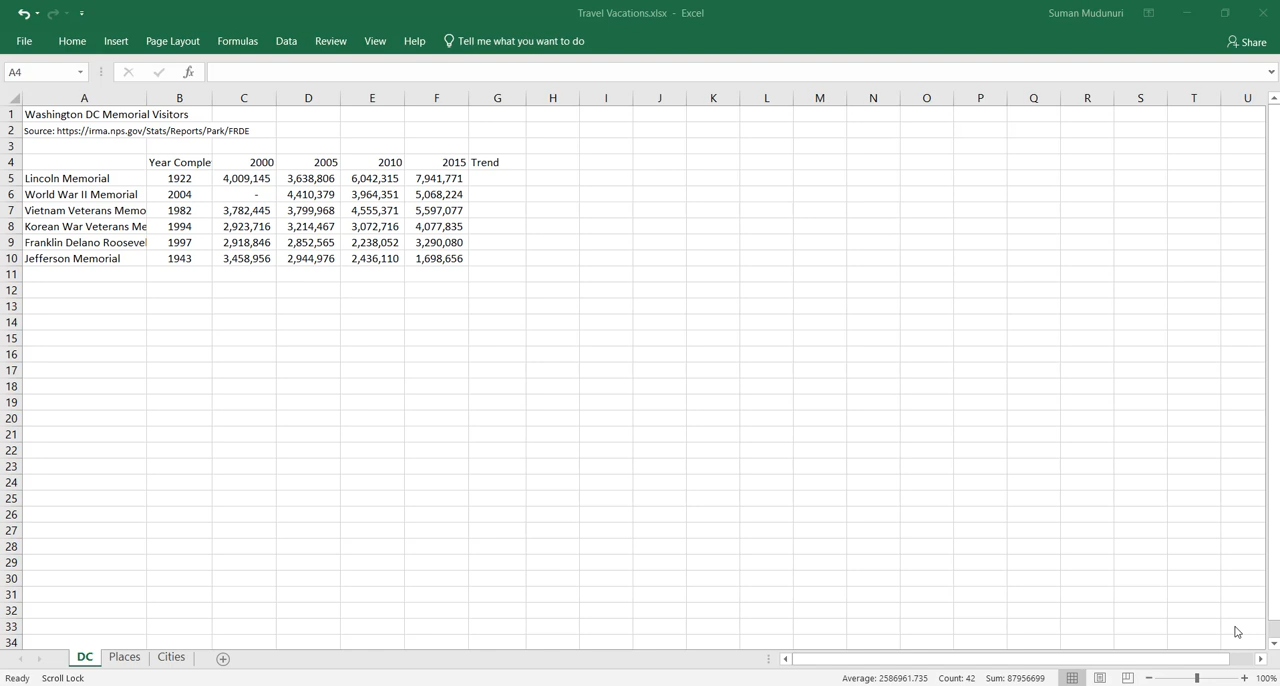 Travel Vacations.xlsx - Excel
Suman Mudunuri
File Home Insert Page Layout Formulas Data Review View Help Tell me what you want to do Share
A4 fx
A B C D E F G H I J K L M N O P Q R S T U
1 Washington DC Memorial Visitors
2 Source: https://irma.nps.gov/Stats/Reports/Park/FRDE
3
4 Year Comple 2000 2005 2010 2015 Trend
5 Lincoln Memorial 1922 4,009,145 3,638,806 6,042,315 7,941,771
6 World War II Memorial 2004 - 4,410,379 3,964,351 5,068,224
7 Vietnam Veterans Memo 1982 3,782,445 3,799,968 4,555,371 5,597,077
8 Korean War Veterans Me 1994 2,923,716 3,214,467 3,072,716 4,077,835
9 Franklin Delano Roosevel 1997 2,918,846 2,852,565 2,238,052 3,290,080
10 Jefferson Memorial 1943 3,458,956 2,944,976 2,436,110 1,698,656
11
12
13
14
15
16
17
18
19
20
21
22
23
24
25
26
27
28
29
30
31
32
33
34
DC Places Cities
Ready Scroll Lock Average: 2586961.735 Count: 42 Sum: 87956699 100%